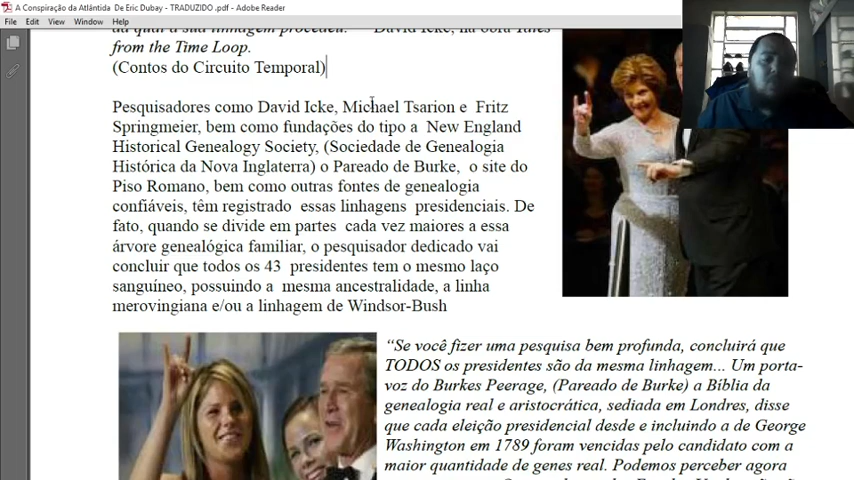 A Conspiração da Atlântida De Eric Dubay - TRADUZIDO .pdf - Adobe Reader
File Edit View Window Help
from the Time Loop.
(Contos do Circuito Temporal)
Pesquisadores como David Icke, Michael Tsarion e Fritz
Springmeier, bem como fundações do tipo a New England
Historical Genealogy Society, (Sociedade de Genealogia
Histórica da Nova Inglaterra) o Pareado de Burke, o site do
Piso Romano, bem como outras fontes de genealogia
confiáveis, têm registrado essas linhagens presidenciais. De
fato, quando se divide em partes cada vez maiores a essa
árvore genealógica familiar, o pesquisador dedicado vai
concluir que todos os 43 presidentes tem o mesmo laço
sanguíneo, possuindo a mesma ancestralidade, a linha
merovingiana e/ou a linhagem de Windsor-Bush
“Se você fizer uma pesquisa bem profunda, concluirá que
TODOS os presidentes são da mesma linhagem... Um porta-
voz do Burkes Peerage, (Pareado de Burke) a Bíblia da
genealogia real e aristocrática, sediada em Londres, disse
que cada eleição presidencial desde e incluindo a de George
Washington em 1789 foram vencidas pelo candidato com a
maior quantidade de genes real. Podemos perceber agora